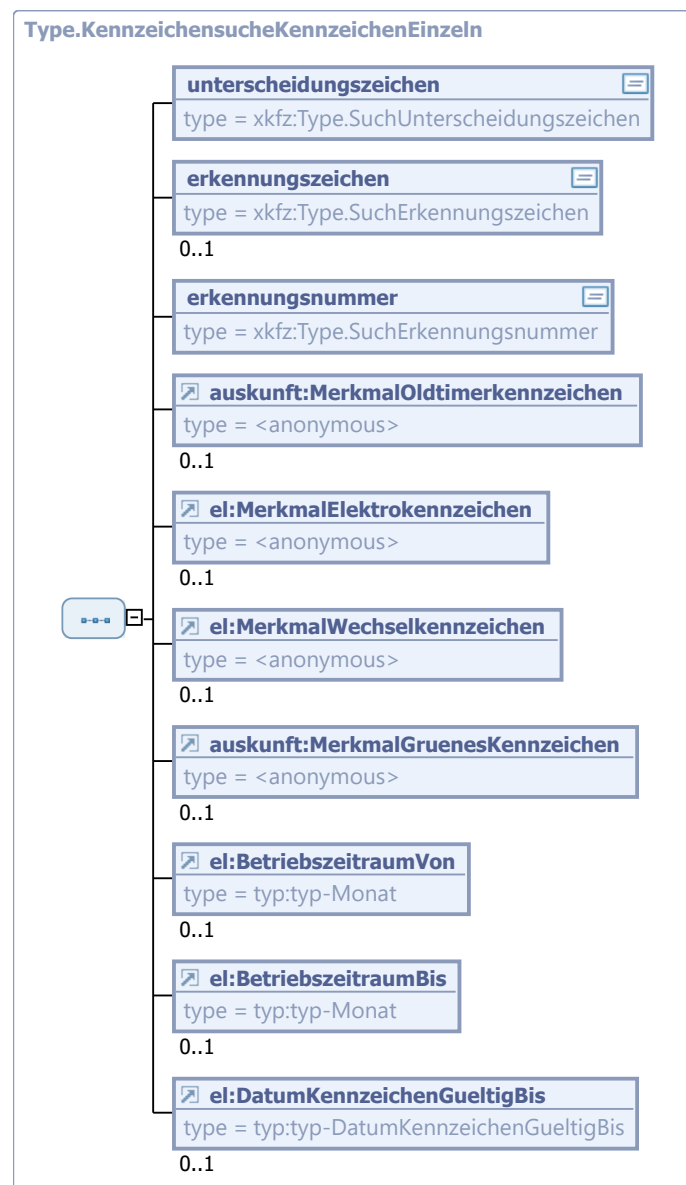 Type.KennzeichensucheKennzeichenEinzeln
unterscheidungszeichen
type = xkfz:Type.SuchUnterscheidungszeichen
erkennungszeichen
type = xkfz:Type.SuchErkennungszeichen
0..1
erkennungsnummer
type = xkfz:Type.SuchErkennungsnummer
auskunft:MerkmalOldtimerkennzeichen
type = <anonymous>
0..1
el:MerkmalElektrokennzeichen
type = <anonymous>
0..1
el:MerkmalWechselkennzeichen
type = <anonymous>
0..1
auskunft:MerkmalGruenesKennzeichen
type = <anonymous>
0..1
el:BetriebszeitraumVon
type = typ:typ-Monat
0..1
el:BetriebszeitraumBis
type = typ:typ-Monat
0..1
el:DatumKennzeichenGueltigBis
type = typ:typ-DatumKennzeichenGueltigBis
0..1